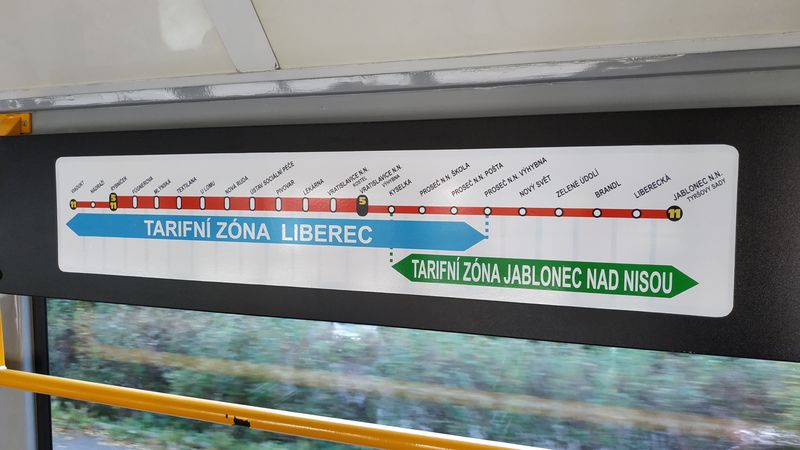 VIADUKT
NÁDRAŽÍ
RYBNÍČEK
FÜGNEROVA
MLÝNSKÁ
TEXTILANA
U LOMU
NOVÁ RUDA
ÚSTAV SOCIÁLNÍ PÉČE
PIVOVAR
LÉKÁRNA
VRATISLAVICE N.N.
KOSTEL
VRATISLAVICE N.N.
VÝHYBNA
KYSELKA
PROSEČ N.N. ŠKOLA
PROSEČ N.N. POŠTA
PROSEČ N.N. VÝHYBNA
NOVÝ SVĚT
ZELENÉ ÚDOLÍ
BRANDL
LIBERECKÁ
JABLONEC N.N.
TYRŠOVY SADY
11
5
11
5
11
TARIFNÍ ZÓNA LIBEREC
TARIFNÍ ZÓNA JABLONEC NAD NISOU